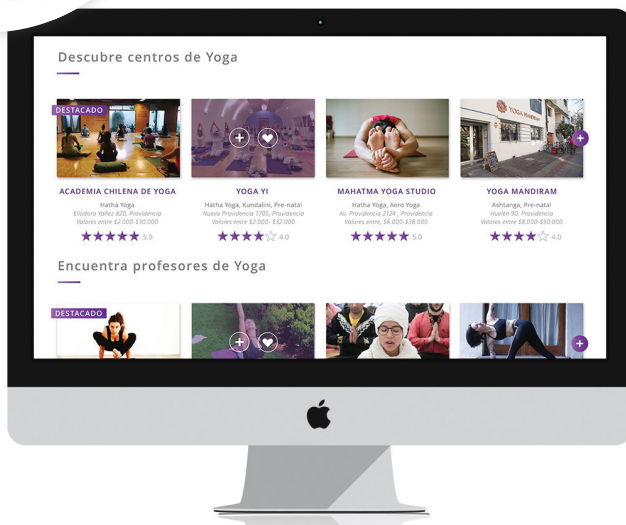 Descubre centros de Yoga
DESTACADO
ACADEMIA CHILENA DE YOGA
Hatha Yoga
Eliodoro Yañez 820, Providencia
Valores entre $2.000-$30.000
5.0
YOGA YI
Hatha Yoga, Kundalini, Pre-natal
Nueva Providencia 1705, Providencia
Valores entre $2.000- $32.000
4.0
MAHATMA YOGA STUDIO
Hatha Yoga, Aero Yoga
Av. Providencia 2124 , Providencia
Valores entre, $6.000-$38.000
5.0
YOGA MANDIRAM
YOGA MANDIRAM
Ashtanga, Pre-natal
Huelén 90, Providencia
Valores entre $8.000-$50.000
4.0
Encuentra profesores de Yoga
DESTACADO